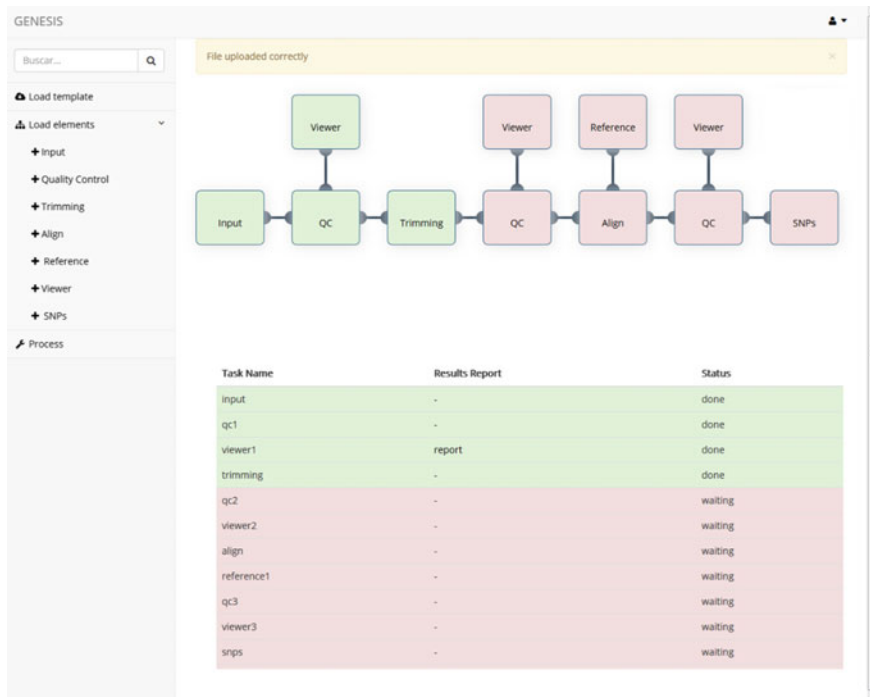 GENESIS
Buscar...
File uploaded correctly ×
Load template
Load elements
Input
Quality Control
Trimming
Align
Reference
Viewer
SNPs
Process
Viewer Viewer Reference Viewer
Input QC Trimming QC Align QC SNPs
Task Name Results Report Status
input - done
qc1 - done
viewer1 report done
trimming - done
qc2 - waiting
viewer2 - waiting
align - waiting
reference1 - waiting
qc3 - waiting
viewer3 - waiting
snps - waiting